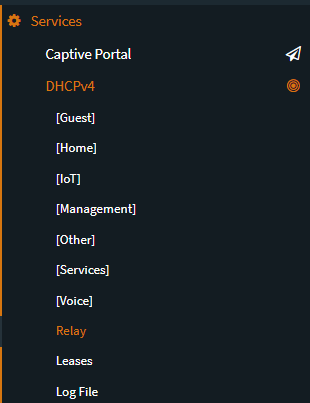 Services
Captive Portal
DHCPv4
[Guest]
[Home]
[IoT]
[Management]
[Other]
[Services]
[Voice]
Relay
Leases
Log File